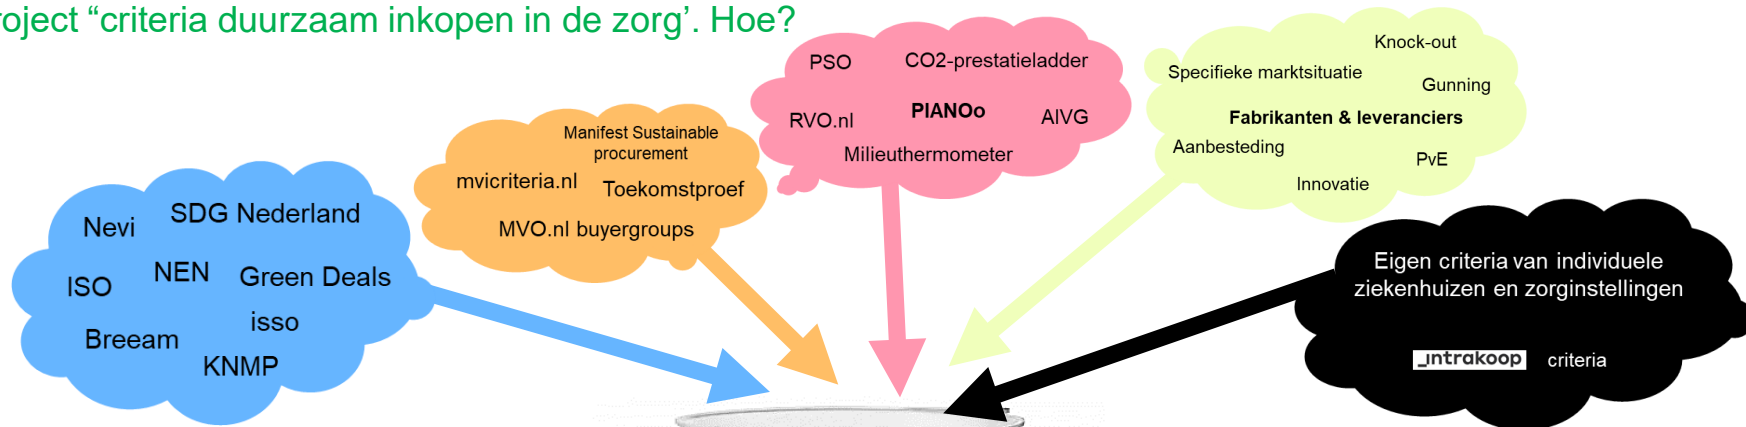 roject “criteria duurzaam inkopen in de zorg’. Hoe?
Nevi
SDG Nederland
ISO
NEN
Green Deals
isso
Breeam
KNMP
Manifest Sustainable
procurement
mvicriteria.nl
Toekomstproef
MVO.nl buyergroups
PSO
CO2-prestatieladder
RVO.nl
PIANOo
AIVG
Milieuthermometer
Knock-out
Specifieke marktsituatie
Gunning
Fabrikanten & leveranciers
Aanbesteding
PvE
Innovatie
Eigen criteria van individuele
ziekenhuizen en zorginstellingen
intrakoop criteria